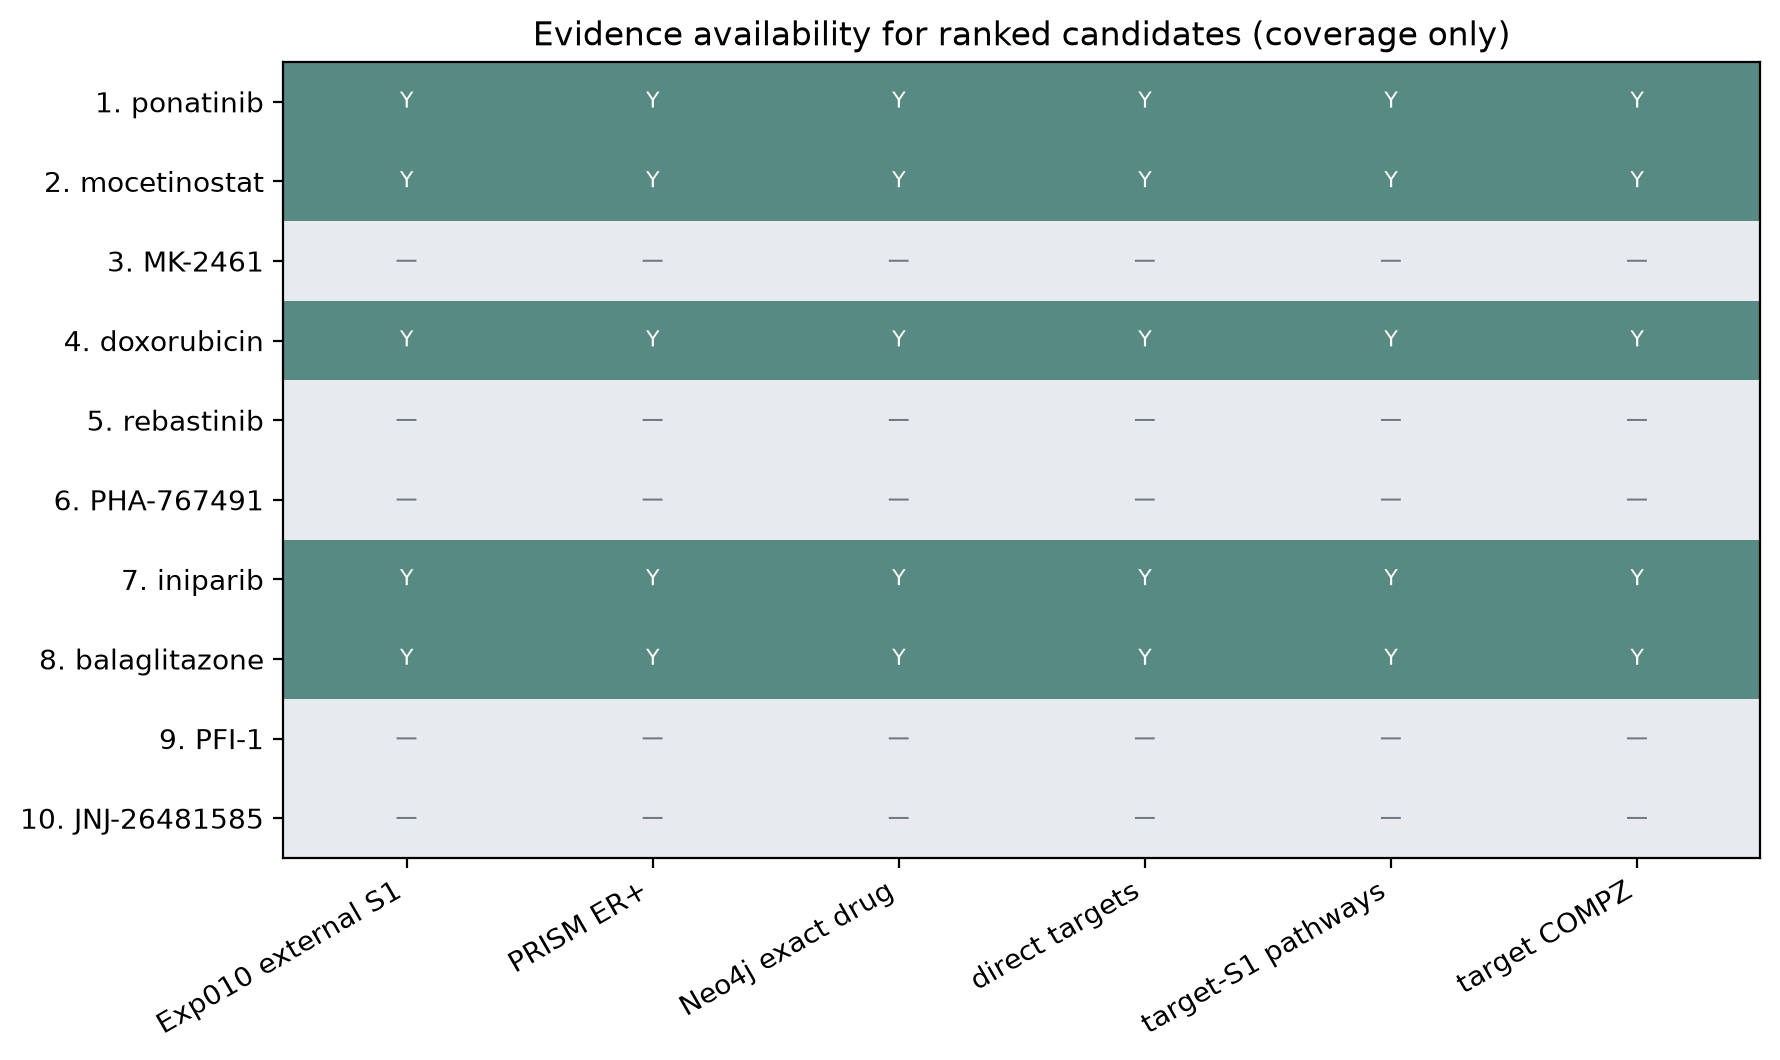 Evidence availability for ranked candidates (coverage only)
1. ponatinib Y Y Y Y Y Y
2. mocetinostat Y Y Y Y Y Y
3. MK-2461 — — — — — —
4. doxorubicin Y Y Y Y Y Y
5. rebastinib — — — — — —
6. PHA-767491 — — — — — —
7. iniparib Y Y Y Y Y Y
8. balaglitazone Y Y Y Y Y Y
9. PFI-1 — — — — — —
10. JNJ-26481585 — — — — — —
Exp010 external S1
PRISM ER+
Neo4j exact drug
direct targets
target-S1 pathways
target COMPZ